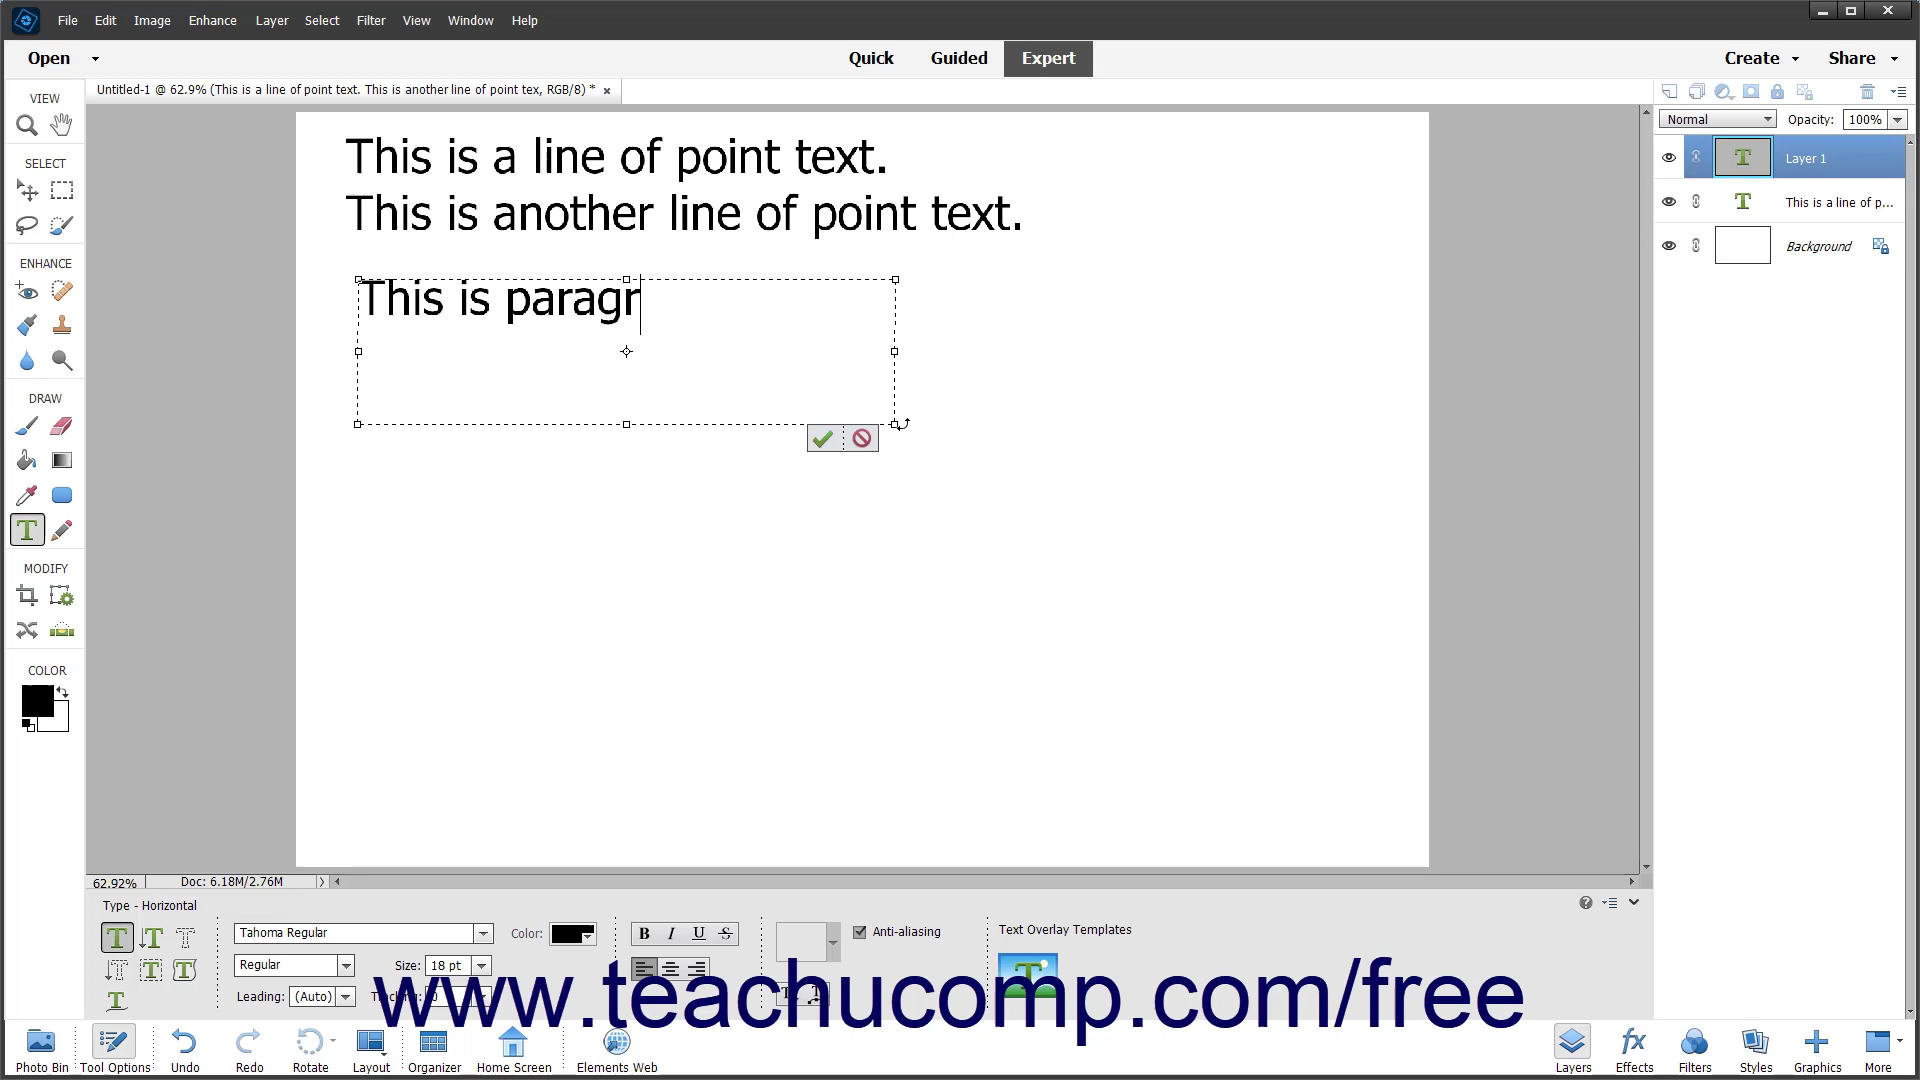 File Edit Image Enhance Layer Select Filter View Window Help
Open Quick Guided Expert Create Share
Untitled-1 @ 62.9% (This is a line of point text. This is another line of point tex, RGB/8) *
VIEW
SELECT
ENHANCE
DRAW
MODIFY
COLOR
This is a line of point text.
This is another line of point text.
This is paragr
Normal Opacity: 100%
Layer 1
This is a line of p...
Background
62.92% Doc: 6.18M/2.76M
Type - Horizontal
Tahoma Regular Color: B I U S Anti-aliasing Text Overlay Templates
Regular Size: 18 pt
Leading: (Auto) Tracking: 0
www.teachucomp.com/free
Photo Bin Tool Options Undo Redo Rotate Layout Organizer Home Screen Elements Web Layers Effects Filters Styles Graphics More